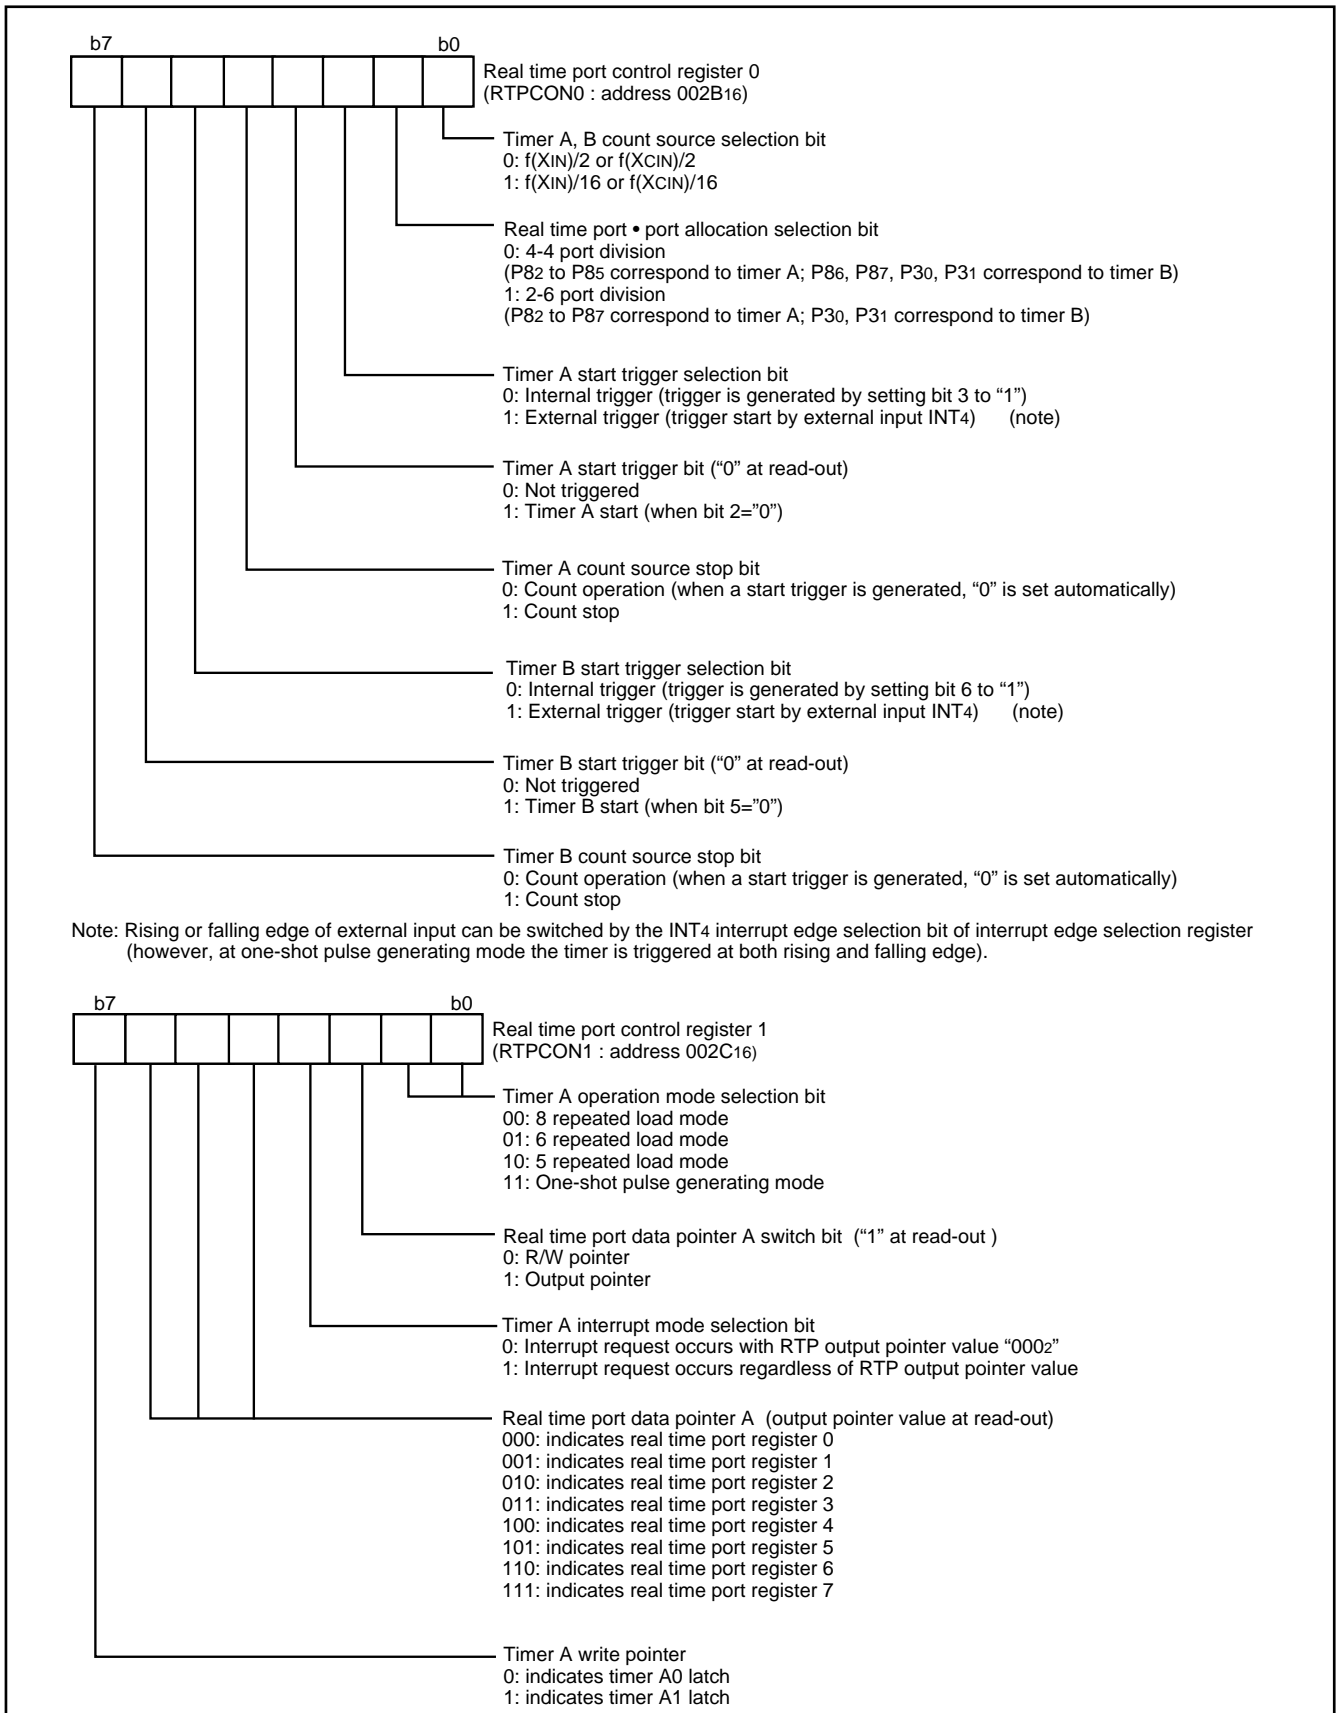 b7 b0
Real time port control register 0
(RTPCON0 : address 002B16)
Timer A, B count source selection bit
0: f(XIN)/2 or f(XCIN)/2
1: f(XIN)/16 or f(XCIN)/16
Real time port • port allocation selection bit
0: 4-4 port division
(P82 to P85 correspond to timer A; P86, P87, P30, P31 correspond to timer B)
1: 2-6 port division
(P82 to P87 correspond to timer A; P30, P31 correspond to timer B)
Timer A start trigger selection bit
0: Internal trigger (trigger is generated by setting bit 3 to “1”)
1: External trigger (trigger start by external input INT4) (note)
Timer A start trigger bit (“0” at read-out)
0: Not triggered
1: Timer A start (when bit 2=”0”)
Timer A count source stop bit
0: Count operation (when a start trigger is generated, “0” is set automatically)
1: Count stop
Timer B start trigger selection bit
0: Internal trigger (trigger is generated by setting bit 6 to “1”)
1: External trigger (trigger start by external input INT4) (note)
Timer B start trigger bit (“0” at read-out)
0: Not triggered
1: Timer B start (when bit 5=”0”)
Timer B count source stop bit
0: Count operation (when a start trigger is generated, “0” is set automatically)
1: Count stop
Note: Rising or falling edge of external input can be switched by the INT4 interrupt edge selection bit of interrupt edge selection register
(however, at one-shot pulse generating mode the timer is triggered at both rising and falling edge).
b7 b0
Real time port control register 1
(RTPCON1 : address 002C16)
Timer A operation mode selection bit
00: 8 repeated load mode
01: 6 repeated load mode
10: 5 repeated load mode
11: One-shot pulse generating mode
Real time port data pointer A switch bit (“1” at read-out )
0: R/W pointer
1: Output pointer
Timer A interrupt mode selection bit
0: Interrupt request occurs with RTP output pointer value “0002”
1: Interrupt request occurs regardless of RTP output pointer value
Real time port data pointer A (output pointer value at read-out)
000: indicates real time port register 0
001: indicates real time port register 1
010: indicates real time port register 2
011: indicates real time port register 3
100: indicates real time port register 4
101: indicates real time port register 5
110: indicates real time port register 6
111: indicates real time port register 7
Timer A write pointer
0: indicates timer A0 latch
1: indicates timer A1 latch